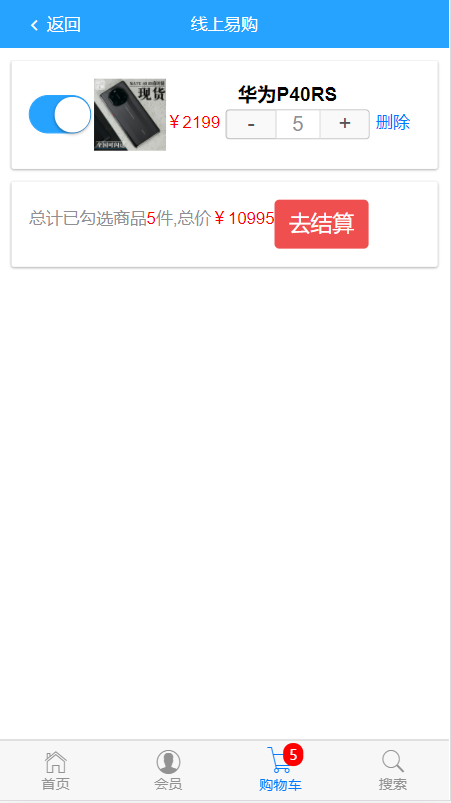 返回
线上易购
现货
华为P40RS
￥2199
- 5 +
删除
总计已勾选商品5件,总价￥10995
去结算
5
首页
会员
购物车
搜索